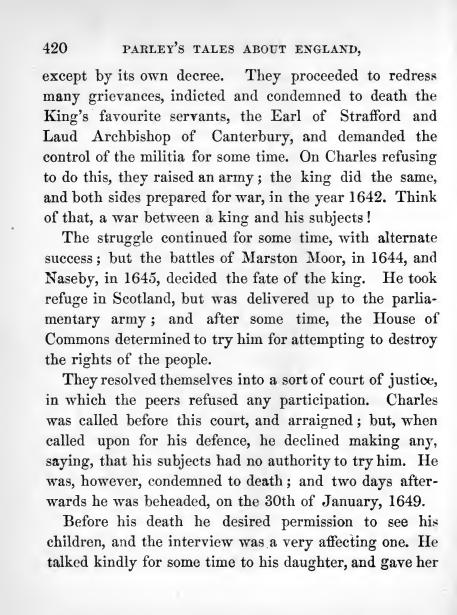 420 PARLEY'S TALES ABOUT ENGLAND,
except by its own decree. They proceeded to redress
many grievances, indicted and condemned to death the
King's favourite servants, the Earl of Strafford and
Laud Archbishop of Canterbury, and demanded the
control of the militia for some time. On Charles refusing
to do this, they raised an army; the king did the same,
and both sides prepared for war, in the year 1642. Think
of that, a war between a king and his subjects!
The struggle continued for some time, with alternate
success; but the battles of Marston Moor, in 1644, and
Naseby, in 1645, decided the fate of the king. He took
refuge in Scotland, but was delivered up to the parlia-
mentary army; and after some time, the House of
Commons determined to try him for attempting to destroy
the rights of the people.
They resolved themselves into a sort of court of justice,
in which the peers refused any participation. Charles
was called before this court, and arraigned; but, when
called upon for his defence, he declined making any,
saying, that his subjects had no authority to try him. He
was, however, condemned to death; and two days after-
wards he was beheaded, on the 30th of January, 1649.
Before his death he desired permission to see his
children, and the interview was a very affecting one. He
talked kindly for some time to his daughter, and gave her